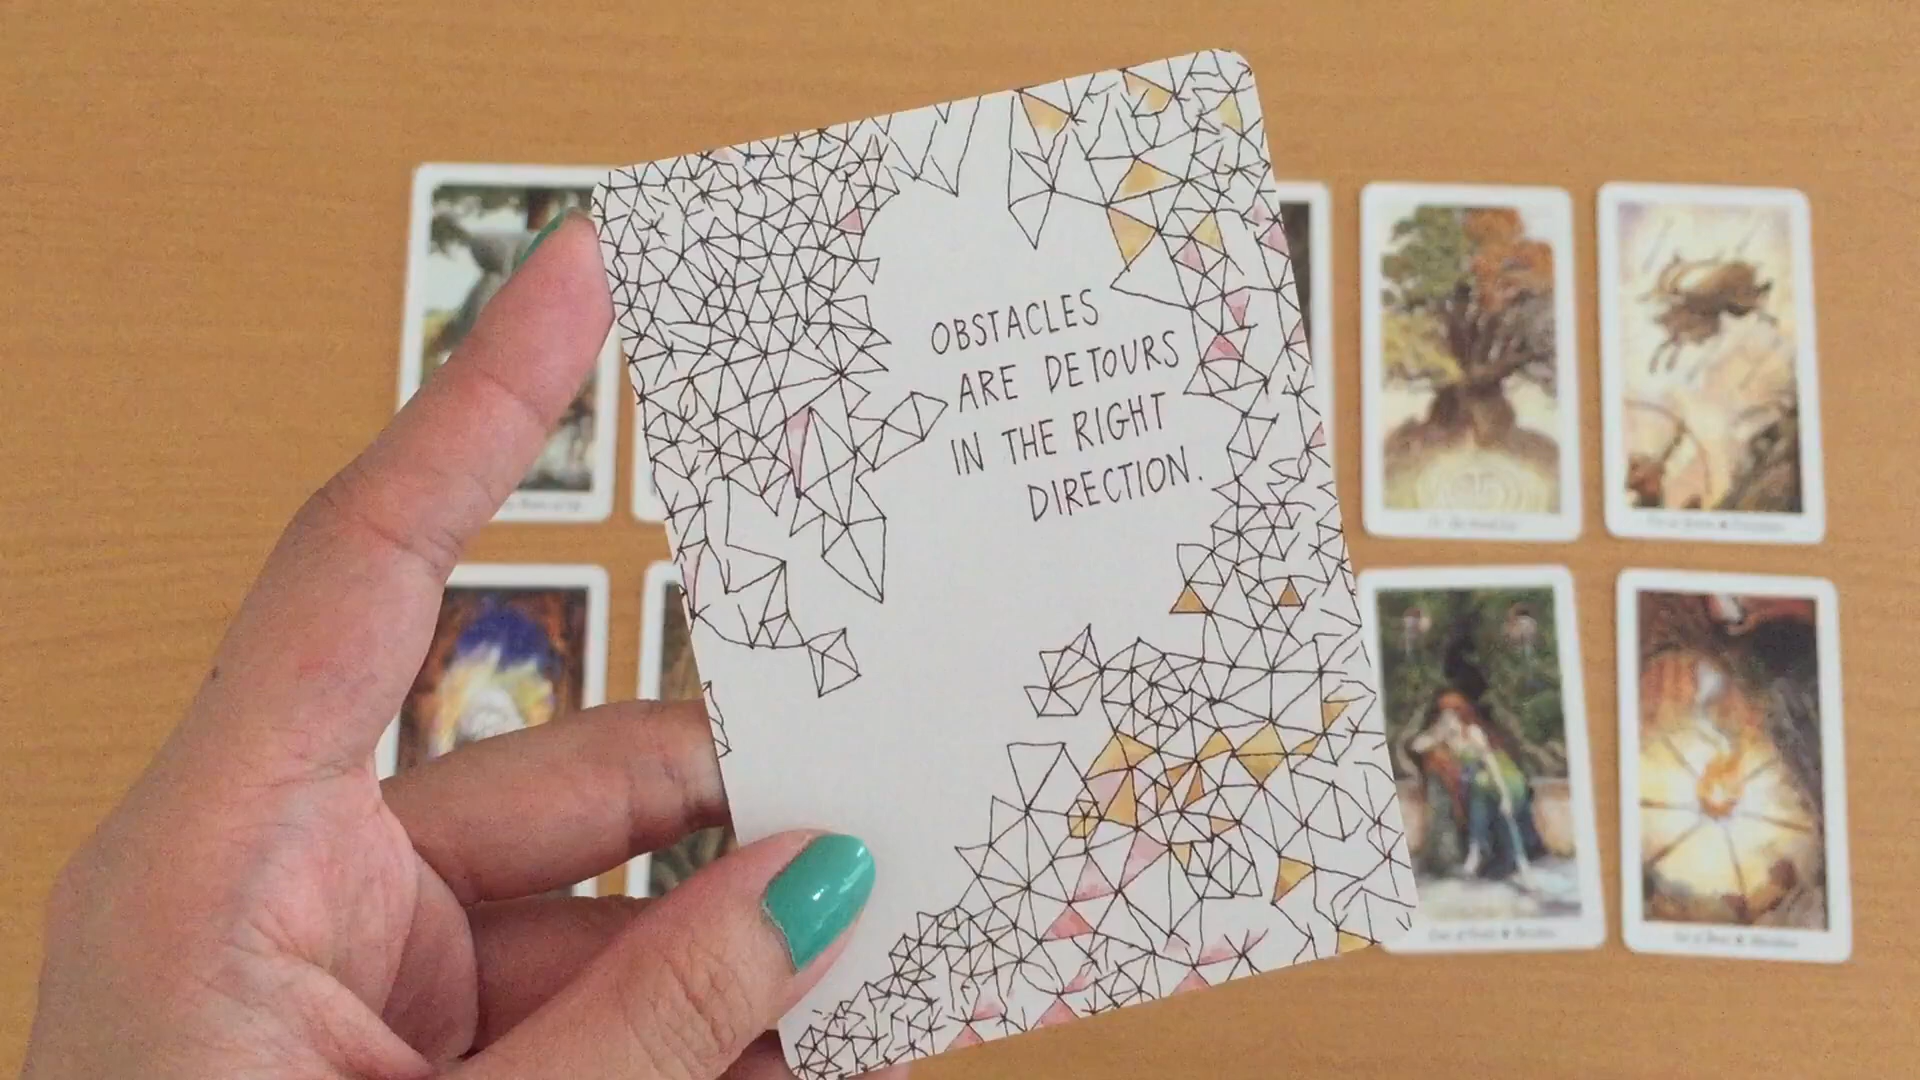 OBSTACLES
ARE DETOURS
IN THE RIGHT
DIRECTION.